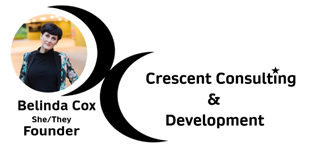 Belinda Cox
She/They
Founder
Crescent Consulting
&
Development